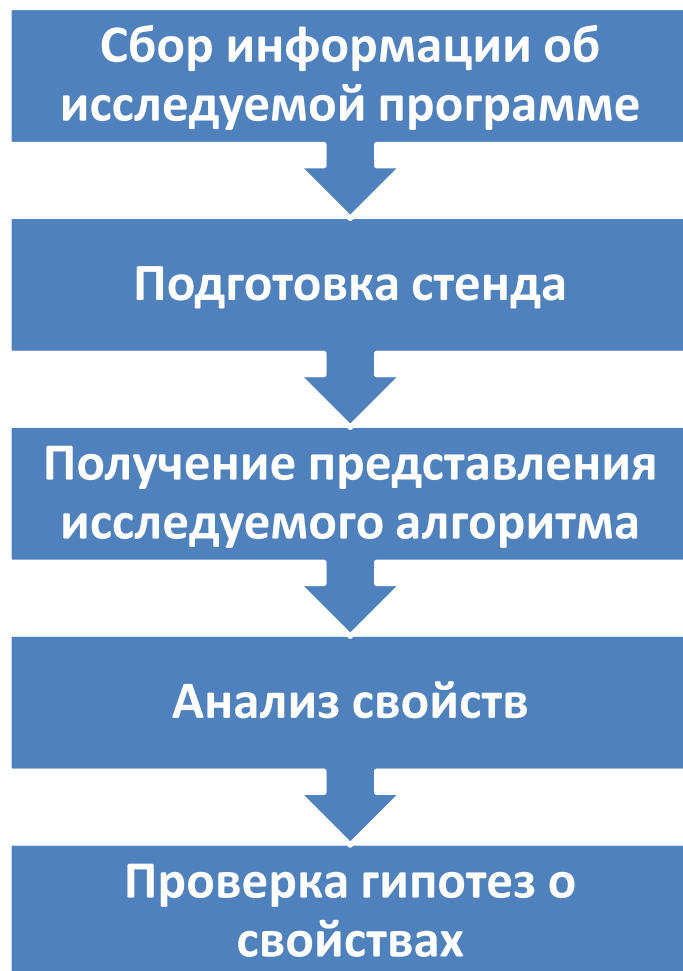 Сбор информации об
исследуемой программе
Подготовка стенда
Получение представления
исследуемого алгоритма
Анализ свойств
Проверка гипотез о
свойствах